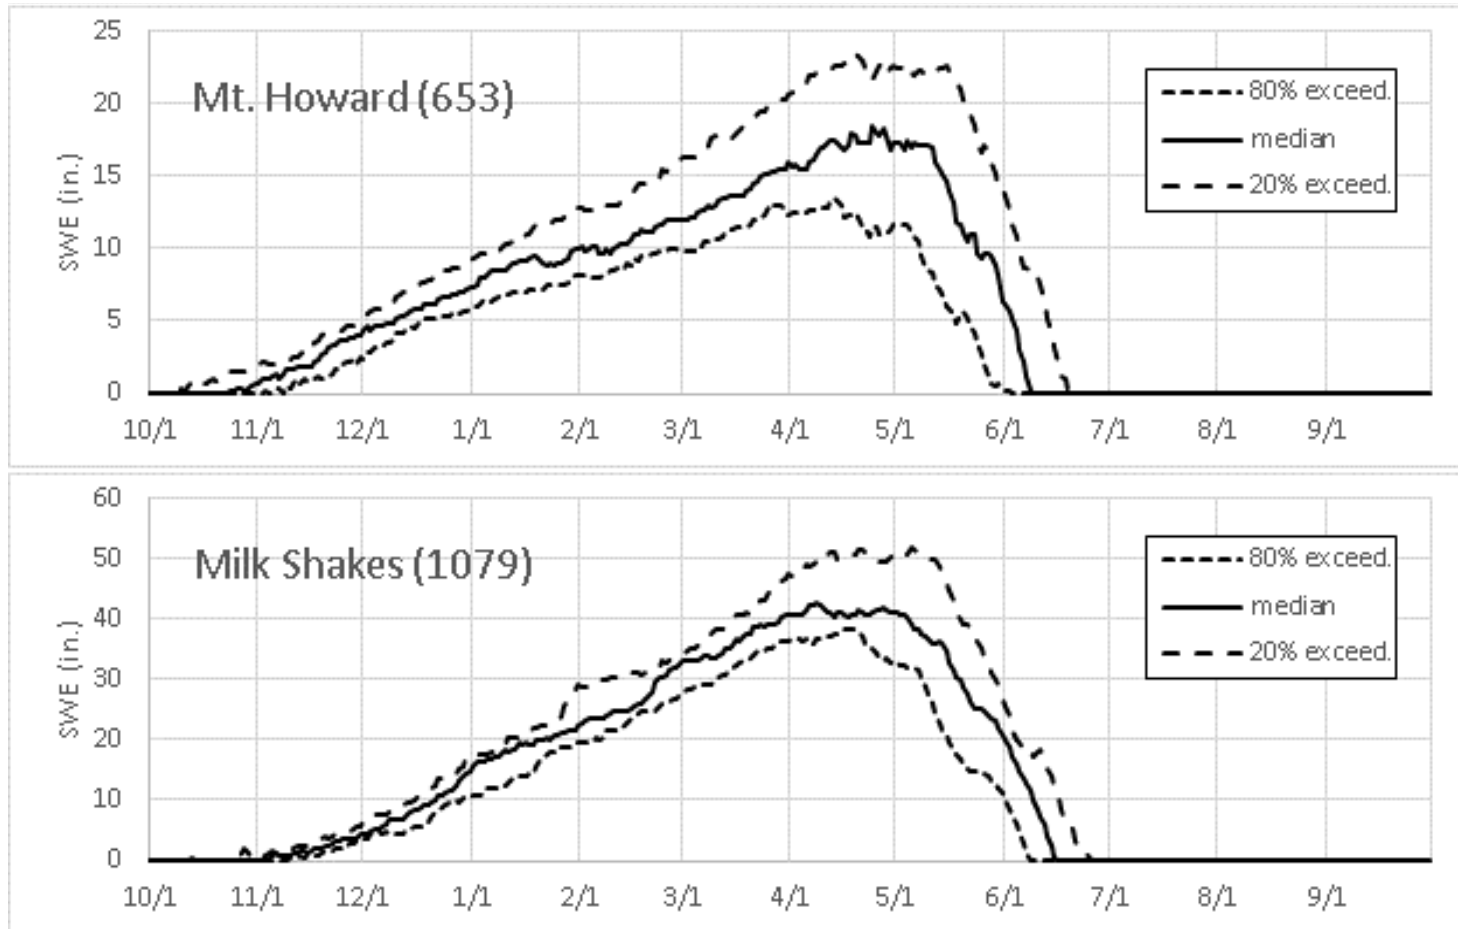 25
Mt. Howard (653)
20
15
10
5
0
SWE (in.)
80% exceed.
median
20% exceed.
10/1 11/1 12/1 1/1 2/1 3/1 4/1 5/1 6/1 7/1 8/1 9/1
60
Milk Shakes (1079)
50
40
30
20
10
0
SWE (in.)
80% exceed.
median
20% exceed.
10/1 11/1 12/1 1/1 2/1 3/1 4/1 5/1 6/1 7/1 8/1 9/1